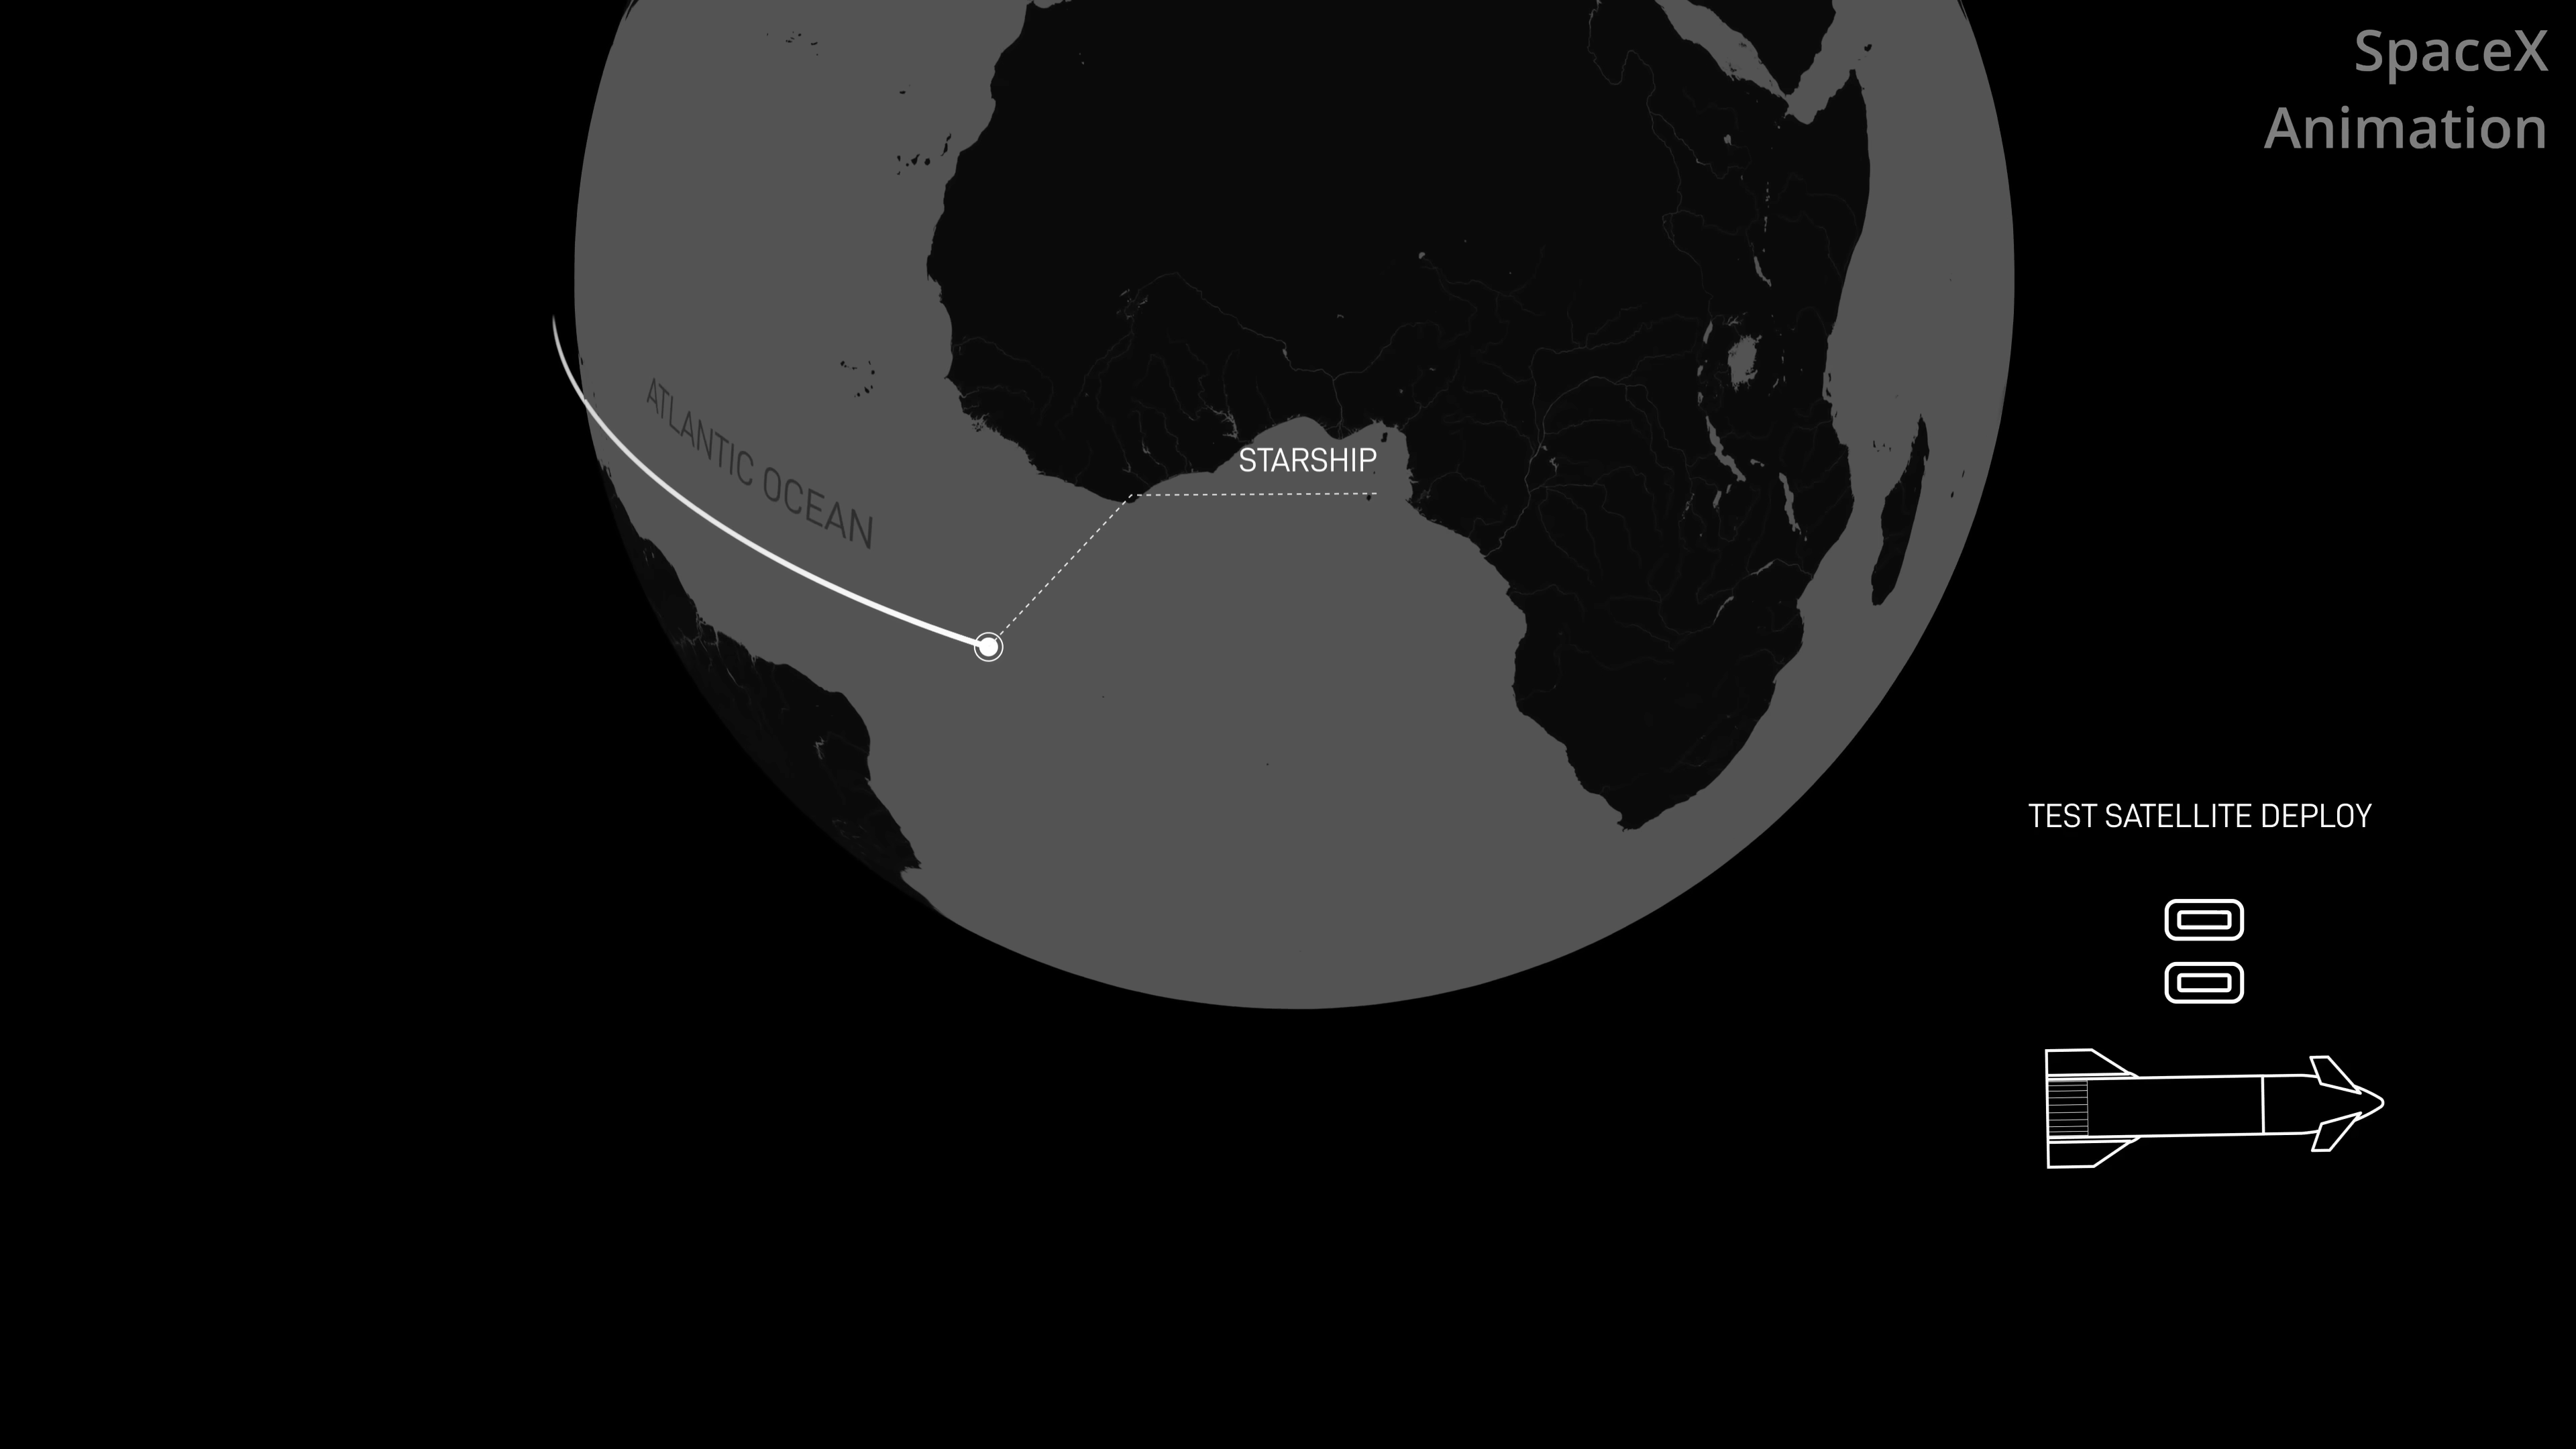 SpaceX
Animation
ATLANTIC OCEAN
STARSHIP
TEST SATELLITE DEPLOY